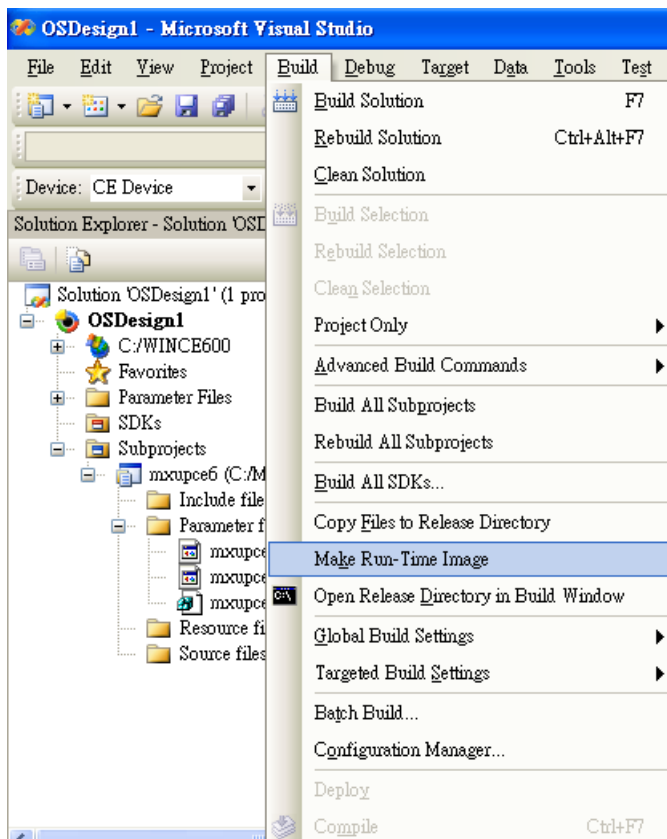 OSDesign1 - Microsoft Visual Studio
File Edit View Project Build Debug Target Data Tools Test
Device: CE Device
Solution Explorer - Solution 'OSD
Solution 'OSDesign1' (1 pro
OSDesign1
C:/WINCE600
Favorites
Parameter Files
SDKs
Subprojects
mxupce6 (C:/M
Include file
Parameter f
mxupce
mxupce
mxupce
Resource fi
Source files
Build Solution F7
Rebuild Solution Ctrl+Alt+F7
Clean Solution
Build Selection
Rebuild Selection
Clean Selection
Project Only
Advanced Build Commands
Build All Subprojects
Rebuild All Subprojects
Build All SDKs...
Copy Files to Release Directory
Make Run-Time Image
C:\
Open Release Directory in Build Window
Global Build Settings
Targeted Build Settings
Batch Build...
Configuration Manager...
Deploy
Compile Ctrl+F7